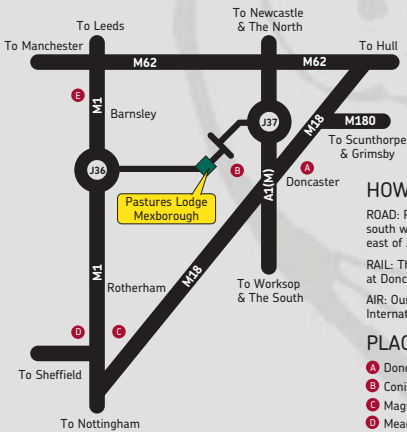 To Leeds
To Newcastle
& The North
To Manchester
To Hull
M62
M62
E
M1
Barnsley
J37
M18
M180
To Scunthorpe
& Grimsby
J36
B
A
Doncaster
Pastures Lodge
Mexborough
A1(M)
HOW
ROAD:
south w
east of
RAIL: Th
at Donc
AIR: Our
Internat
M1
Rotherham
M18
To Worksop
& The South
PLAC
D
C
To Sheffield
To Nottingham
A Donc
B Coni
C Mag
D Mea